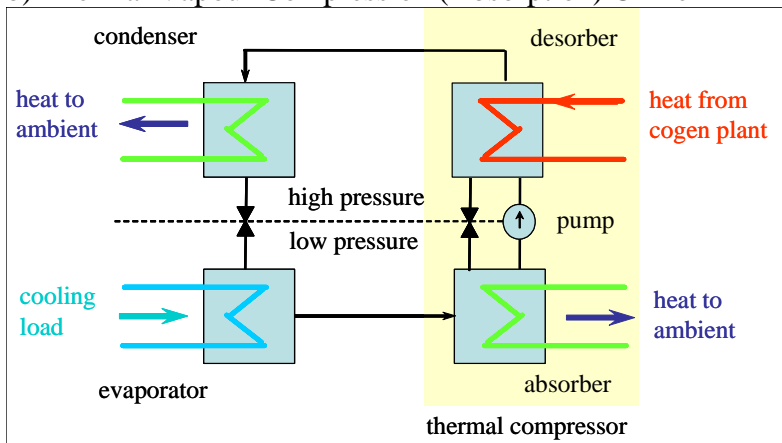 condenser
desorber
heat to
ambient
heat from
cogen plant
high pressure
low pressure
pump
cooling
load
heat to
ambient
evaporator
absorber
thermal compressor